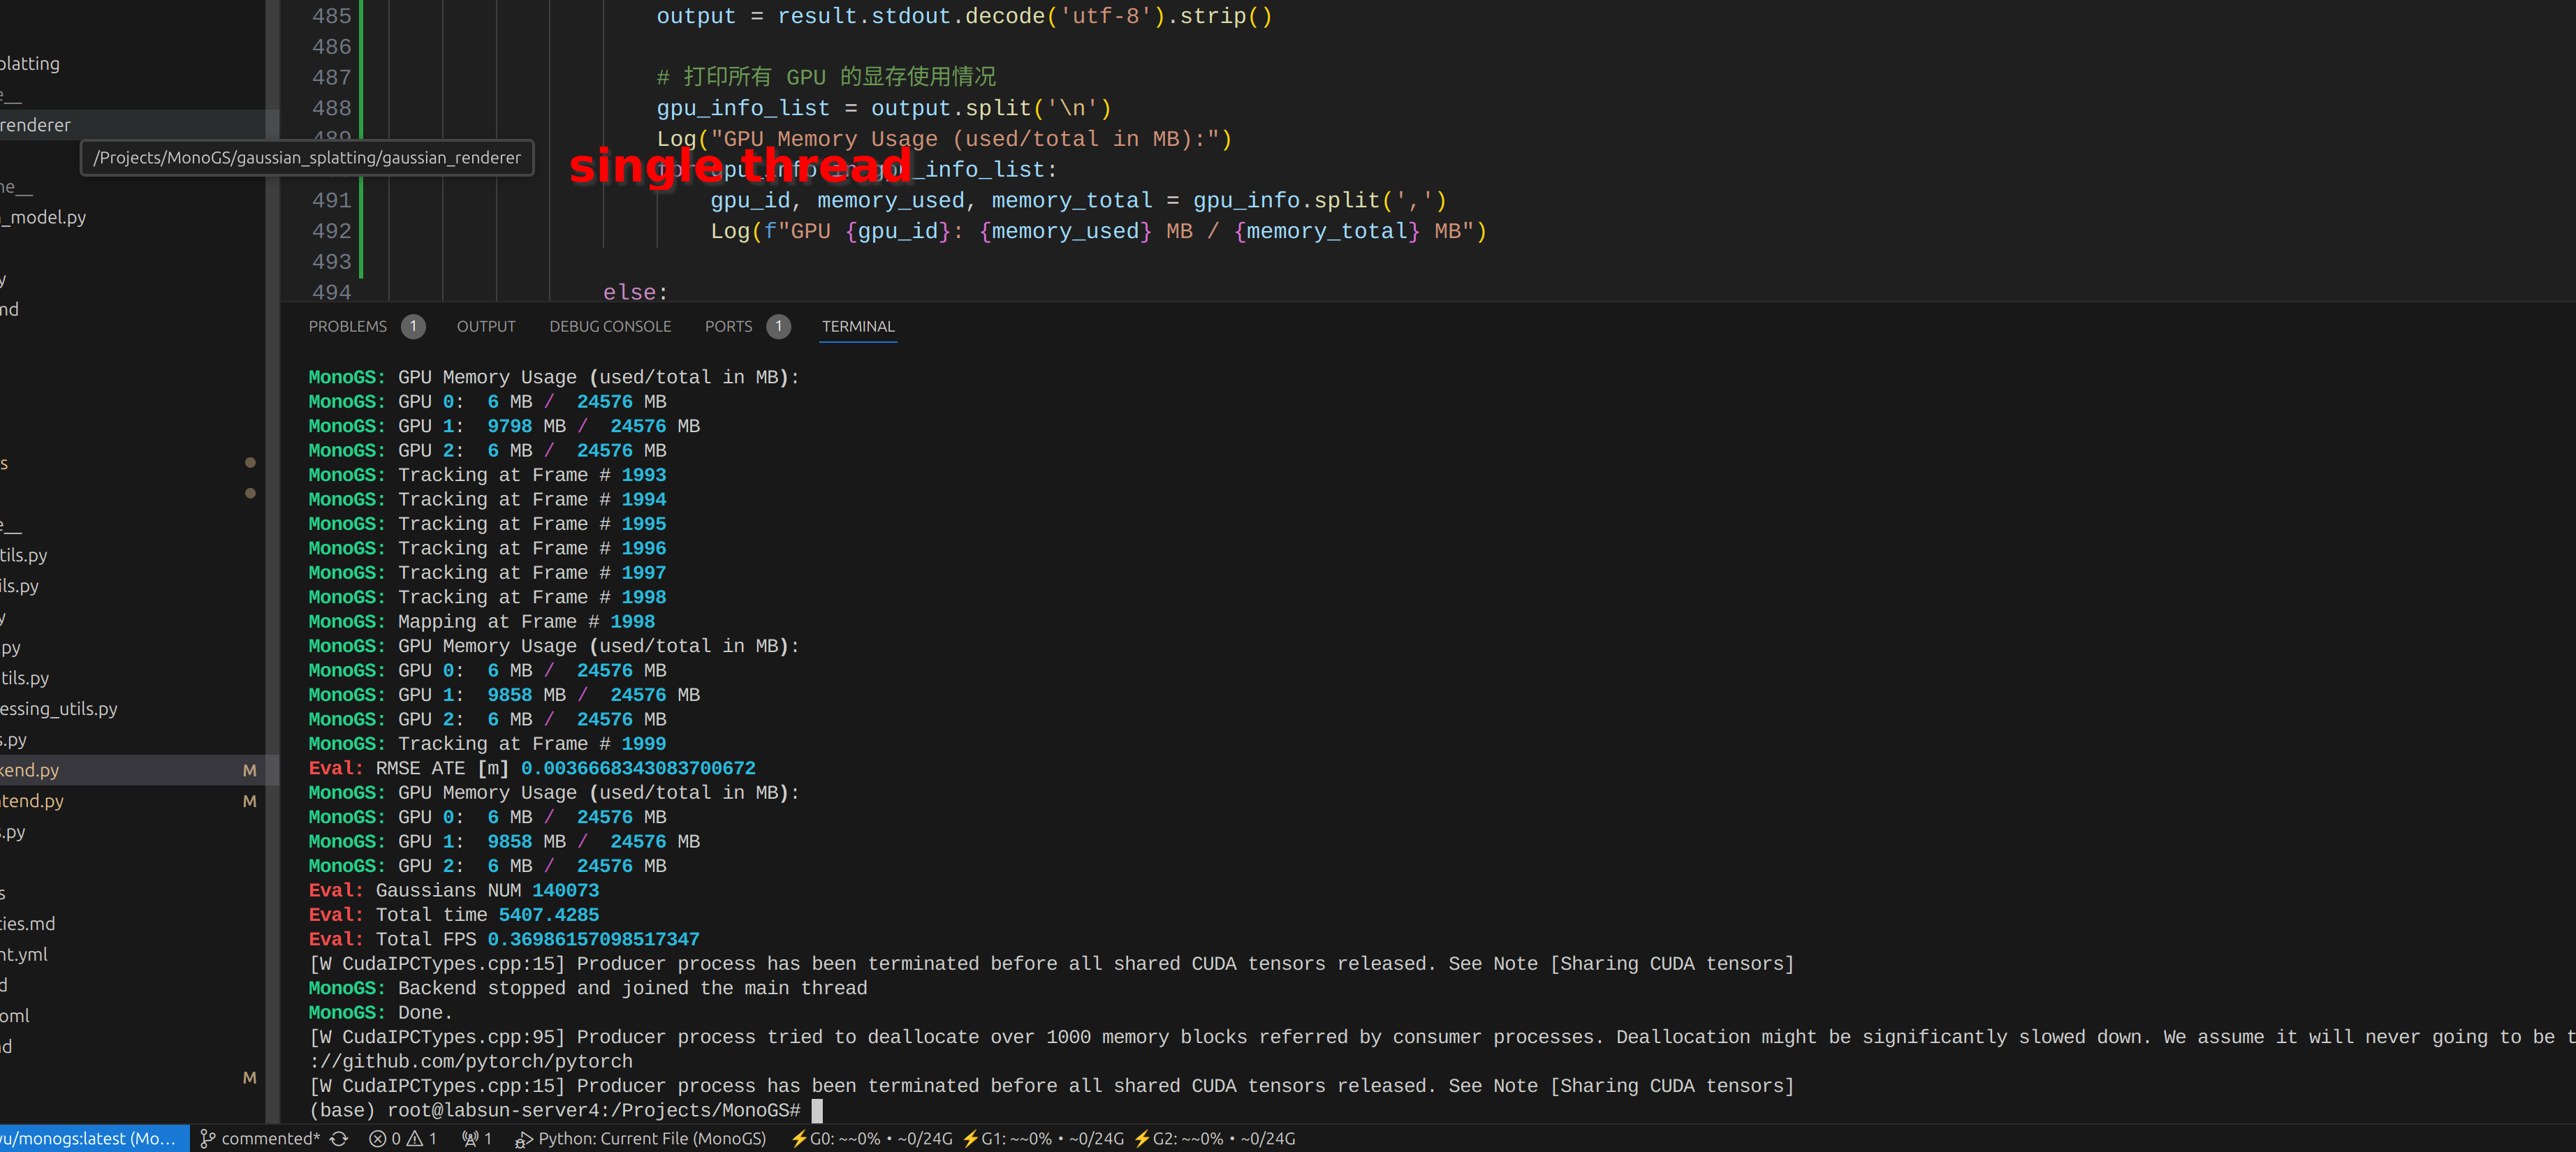 485 output = result.stdout.decode('utf-8').strip()
486
487 # 打印所有 GPU 的显存使用情况
488 gpu_info_list = output.split('\n')
489 Log("GPU Memory Usage (used/total in MB):")
for gpu_info in gpu_info_list:
491 gpu_id, memory_used, memory_total = gpu_info.split(',')
492 Log(f"GPU {gpu_id}: {memory_used} MB / {memory_total} MB")
493
494 else:
single thread
/Projects/MonoGS/gaussian_splatting/gaussian_renderer
platting
e__
renderer
ne__
_model.py
y
md
s
e__
tils.py
ils.py
y
.py
tils.py
essing_utils.py
s.py
kend.py M
tend.py M
s.py
s
ties.md
nt.yml
d
oml
nd
M
PROBLEMS 1 OUTPUT DEBUG CONSOLE PORTS 1 TERMINAL
MonoGS: GPU Memory Usage (used/total in MB):
MonoGS: GPU 0: 6 MB / 24576 MB
MonoGS: GPU 1: 9798 MB / 24576 MB
MonoGS: GPU 2: 6 MB / 24576 MB
MonoGS: Tracking at Frame # 1993
MonoGS: Tracking at Frame # 1994
MonoGS: Tracking at Frame # 1995
MonoGS: Tracking at Frame # 1996
MonoGS: Tracking at Frame # 1997
MonoGS: Tracking at Frame # 1998
MonoGS: Mapping at Frame # 1998
MonoGS: GPU Memory Usage (used/total in MB):
MonoGS: GPU 0: 6 MB / 24576 MB
MonoGS: GPU 1: 9858 MB / 24576 MB
MonoGS: GPU 2: 6 MB / 24576 MB
MonoGS: Tracking at Frame # 1999
Eval: RMSE ATE [m] 0.0036668343083700672
MonoGS: GPU Memory Usage (used/total in MB):
MonoGS: GPU 0: 6 MB / 24576 MB
MonoGS: GPU 1: 9858 MB / 24576 MB
MonoGS: GPU 2: 6 MB / 24576 MB
Eval: Gaussians NUM 140073
Eval: Total time 5407.4285
Eval: Total FPS 0.36986157098517347
[W CudaIPCTypes.cpp:15] Producer process has been terminated before all shared CUDA tensors released. See Note [Sharing CUDA tensors]
MonoGS: Backend stopped and joined the main thread
MonoGS: Done.
[W CudaIPCTypes.cpp:95] Producer process tried to deallocate over 1000 memory blocks referred by consumer processes. Deallocation might be significantly slowed down. We assume it will never going to be t
://github.com/pytorch/pytorch
[W CudaIPCTypes.cpp:15] Producer process has been terminated before all shared CUDA tensors released. See Note [Sharing CUDA tensors]
(base) root@labsun-server4:/Projects/MonoGS#
vu/monogs:latest (Mo... commented* 0 1 1 Python: Current File (MonoGS) G0: ~~0% • ~0/24G G1: ~~0% • ~0/24G G2: ~~0% • ~0/24G